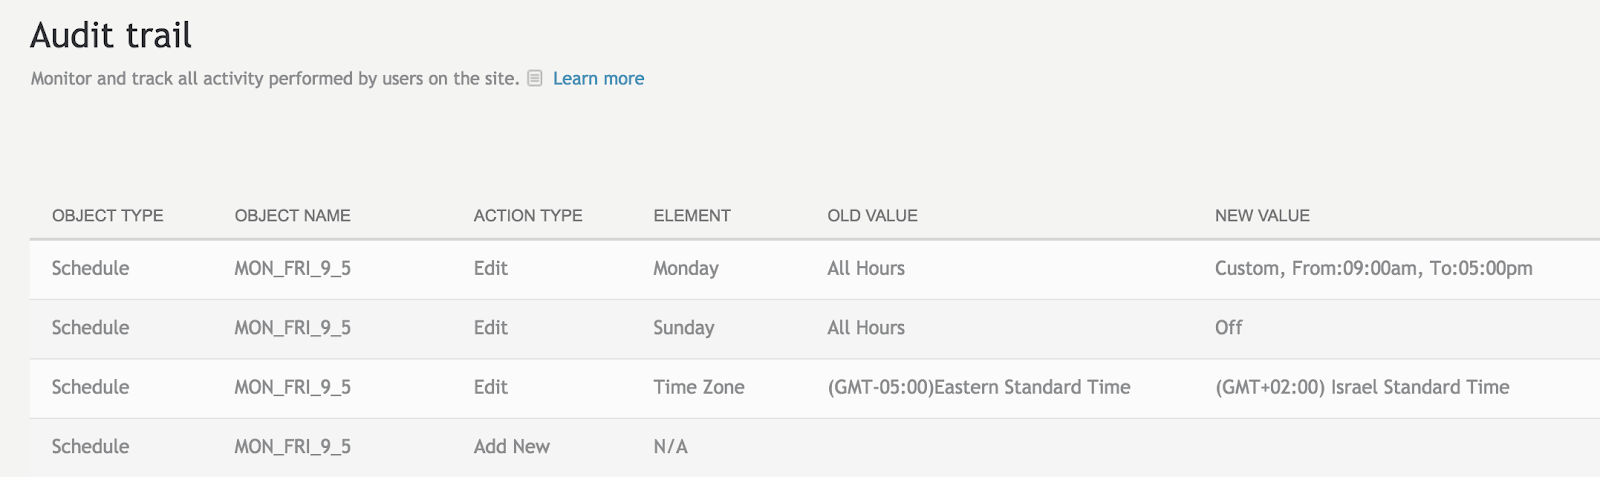 Audit trail
Monitor and track all activity performed by users on the site. Learn more
OBJECT TYPE OBJECT NAME ACTION TYPE ELEMENT OLD VALUE NEW VALUE
Schedule MON_FRI_9_5 Edit Monday All Hours Custom, From:09:00am, To:05:00pm
Schedule MON_FRI_9_5 Edit Sunday All Hours Off
Schedule MON_FRI_9_5 Edit Time Zone (GMT-05:00)Eastern Standard Time (GMT+02:00) Israel Standard Time
Schedule MON_FRI_9_5 Add New N/A